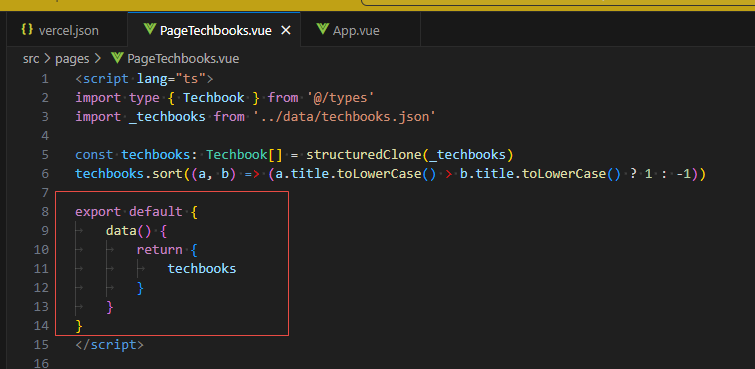 vercel.json PageTechbooks.vue App.vue
src > pages > PageTechbooks.vue
1 <script lang="ts">
2 import type { Techbook } from '@/types'
3 import _techbooks from '../data/techbooks.json'
4
5 const techbooks: Techbook[] = structuredClone(_techbooks)
6 techbooks.sort((a, b) => (a.title.toLowerCase() > b.title.toLowerCase() ? 1 : -1))
7
8 export default {
9 data() {
10 return {
11 techbooks
12 }
13 }
14 }
15 </script>
16